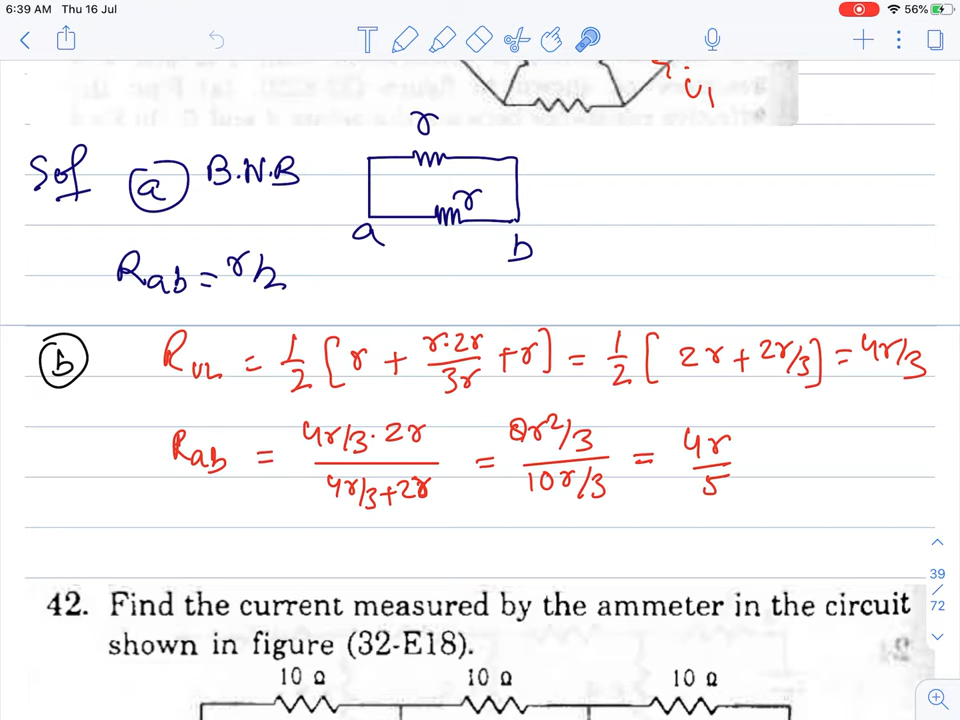 6:39 AM Thu 16 Jul
56%
T
i1
Sol (a) B.N.B
r
r
a
b
Rab = r/2
(b) RUL = 1/2 [r + r·2r/3r + r] = 1/2 [2r + 2r/3] = 4r/3
Rab = (4r/3·2r)/(4r/3+2r) = (8r²/3)/(10r/3) = 4r/5
39
/
72
42. Find the current measured by the ammeter in the circuit
shown in figure (32-E18).
10 Ω 10 Ω 10 Ω